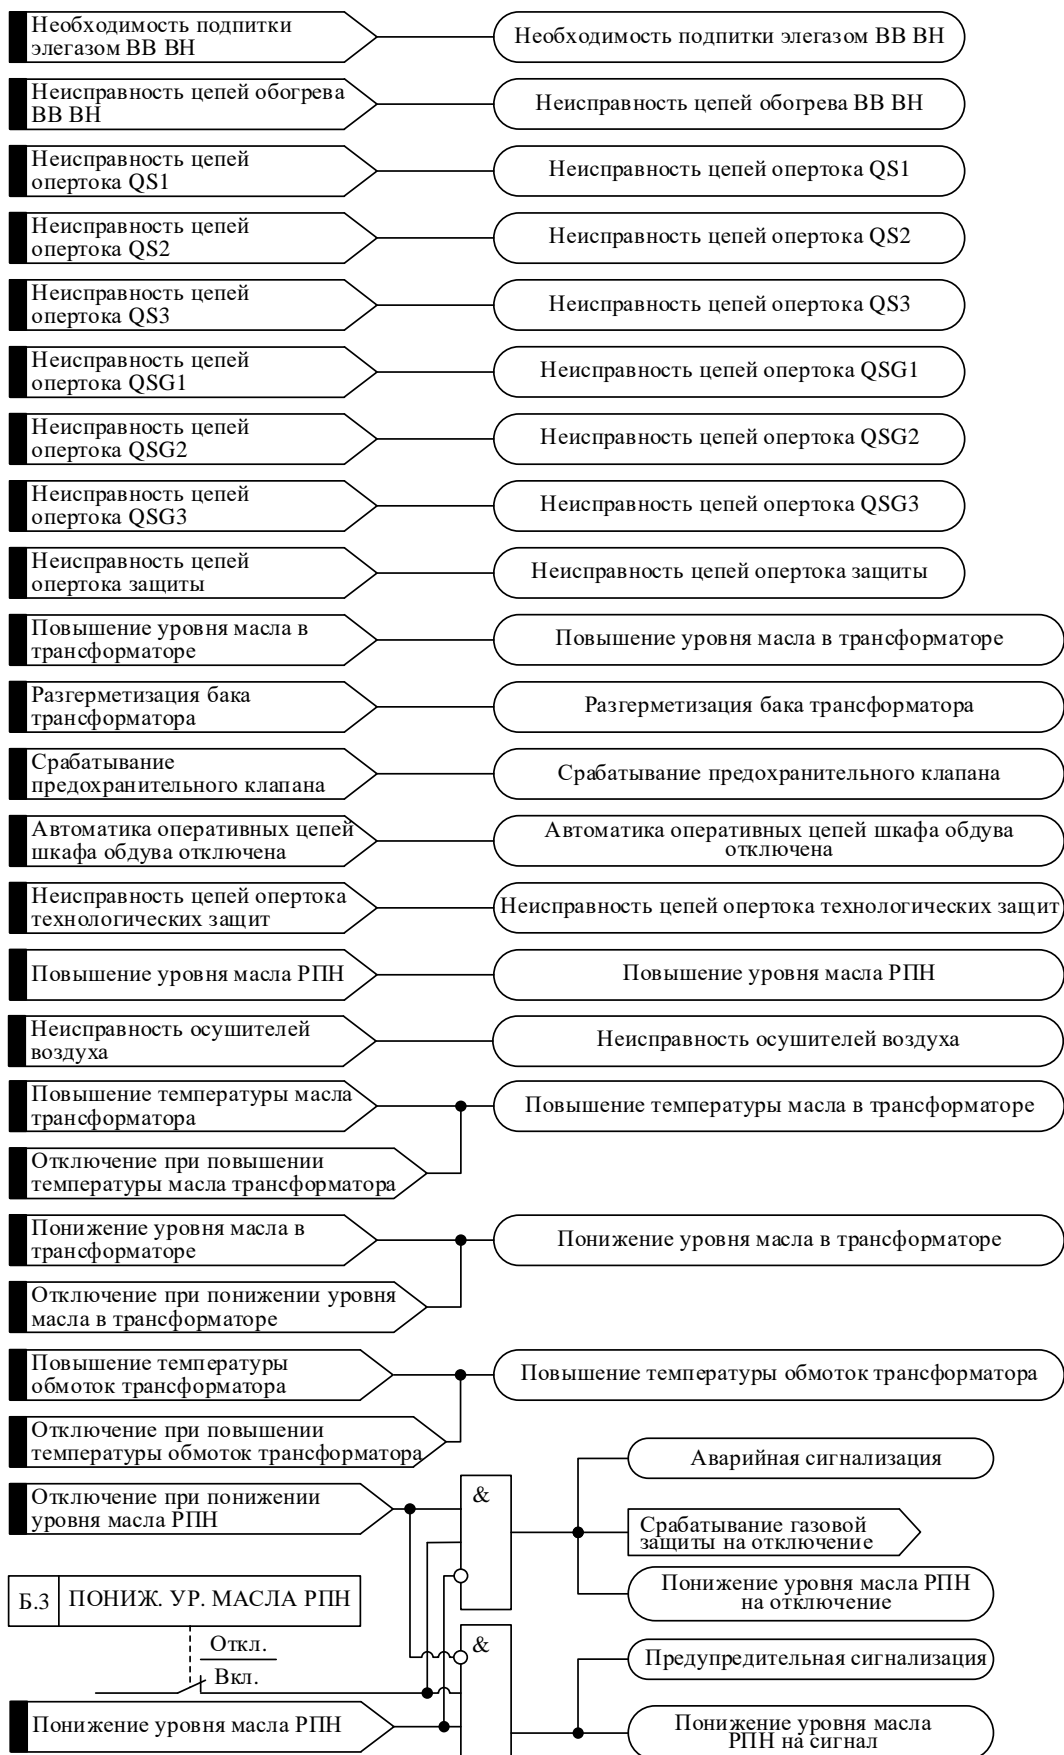 Необходимость подпитки
элегазом ВВ ВН
Необходимость подпитки элегазом ВВ ВН
Неисправность цепей обогрева
ВВ ВН
Неисправность цепей обогрева ВВ ВН
Неисправность цепей
опертока QS1
Неисправность цепей опертока QS1
Неисправность цепей
опертока QS2
Неисправность цепей опертока QS2
Неисправность цепей
опертока QS3
Неисправность цепей опертока QS3
Неисправность цепей
опертока QSG1
Неисправность цепей опертока QSG1
Неисправность цепей
опертока QSG2
Неисправность цепей опертока QSG2
Неисправность цепей
опертока QSG3
Неисправность цепей опертока QSG3
Неисправность цепей
опертока защиты
Неисправность цепей опертока защиты
Повышение уровня масла в
трансформаторе
Повышение уровня масла в трансформаторе
Разгерметизация бака
трансформатора
Разгерметизация бака трансформатора
Срабатывание
предохранительного клапана
Срабатывание предохранительного клапана
Автоматика оперативных цепей
шкафа обдува отключена
Автоматика оперативных цепей шкафа обдува
отключена
Неисправность цепей опертока
технологических защит
Неисправность цепей опертока технологических защит
Повышение уровня масла РПН
Повышение уровня масла РПН
Неисправность осушителей
воздуха
Неисправность осушителей воздуха
Повышение температуры масла
трансформатора
Повышение температуры масла в трансформаторе
Отключение при повышении
температуры масла трансформатора
Понижение уровня масла в
трансформаторе
Понижение уровня масла в трансформаторе
Отключение при понижении уровня
масла в трансформаторе
Повышение температуры
обмоток трансформатора
Повышение температуры обмоток трансформатора
Отключение при повышении
температуры обмоток трансформатора
Отключение при понижении
уровня масла РПН
&
Аварийная сигнализация
Срабатывание газовой
защиты на отключение
Понижение уровня масла РПН
на отключение
Б.3 ПОНИЖ. УР. МАСЛА РПН
Откл.
Вкл.
&
Предупредительная сигнализация
Понижение уровня масла РПН
Понижение уровня масла
РПН на сигнал